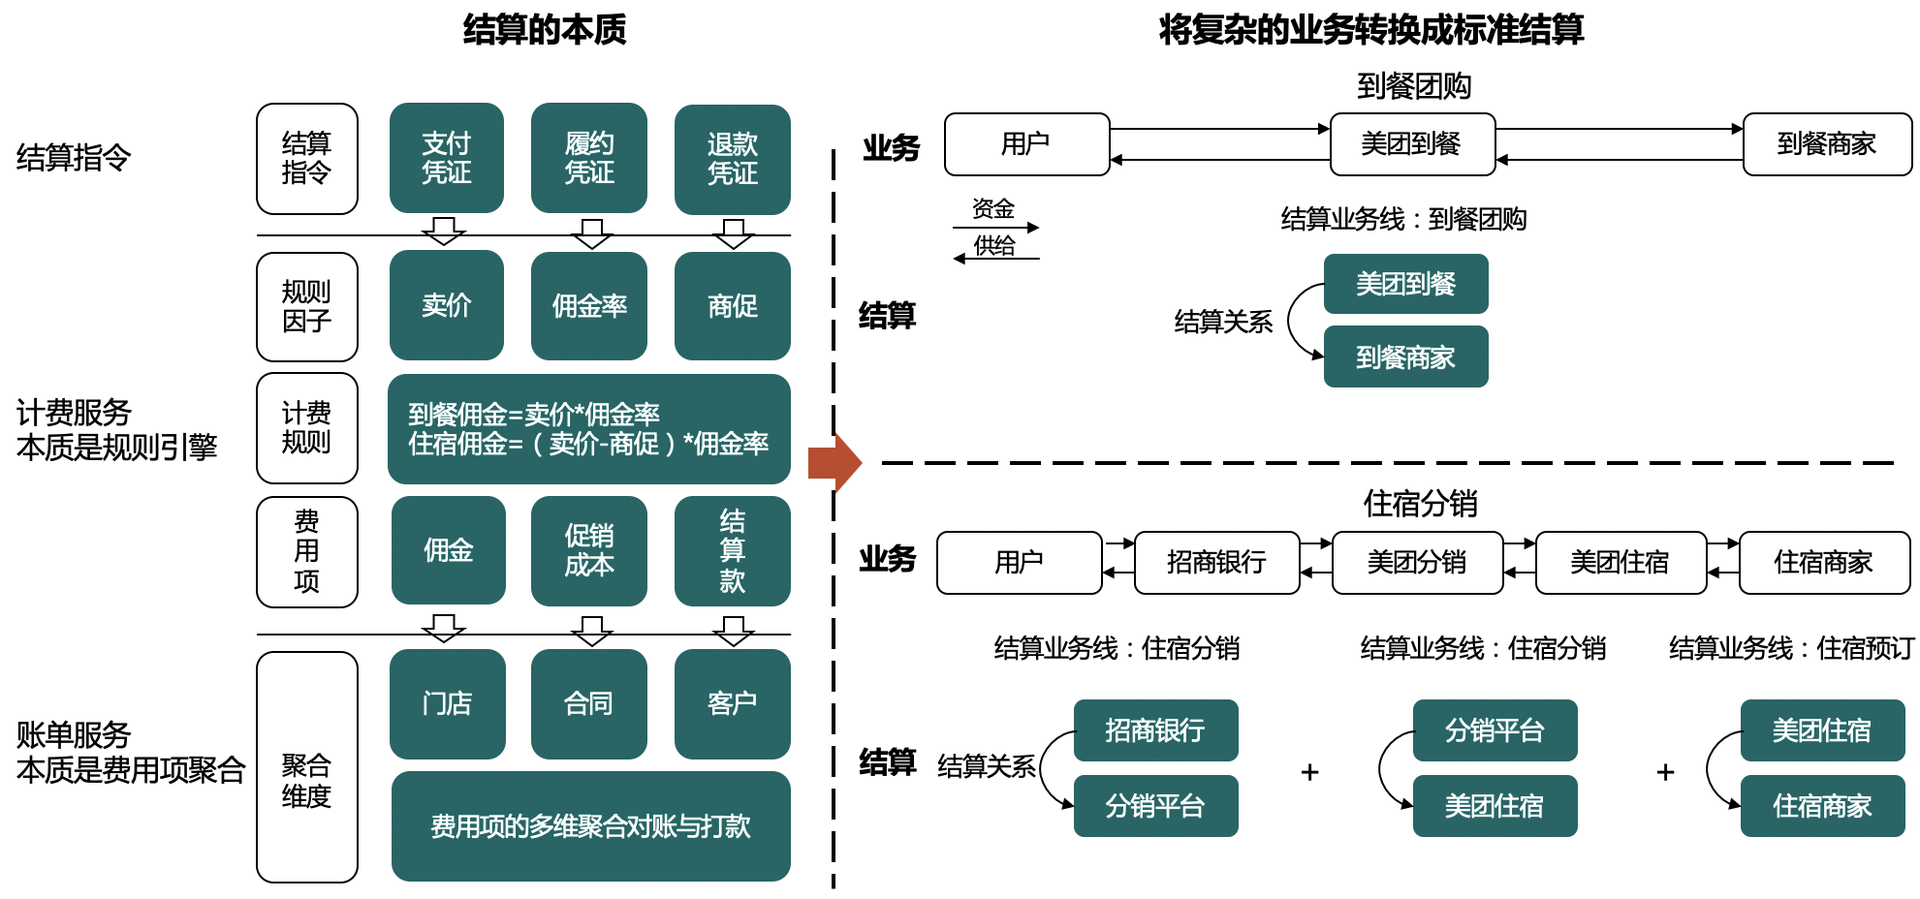 结算的本质
结算指令
结算
指令
支付
凭证
履约
凭证
退款
凭证
规则
因子
卖价
佣金率
商促
计费服务
本质是规则引擎
计费
规则
到餐佣金=卖价*佣金率
住宿佣金=（卖价-商促）*佣金率
费
用
项
佣金
促销
成本
结
算
款
账单服务
本质是费用项聚合
聚合
维度
门店
合同
客户
费用项的多维聚合对账与打款
将复杂的业务转换成标准结算
到餐团购
业务
用户
美团到餐
到餐商家
资金
供给
结算业务线：到餐团购
结算
结算关系
美团到餐
到餐商家
住宿分销
业务
用户
招商银行
美团分销
美团住宿
住宿商家
结算业务线：住宿分销
结算业务线：住宿分销
结算业务线：住宿预订
结算
结算关系
招商银行
分销平台
+
分销平台
美团住宿
+
美团住宿
住宿商家